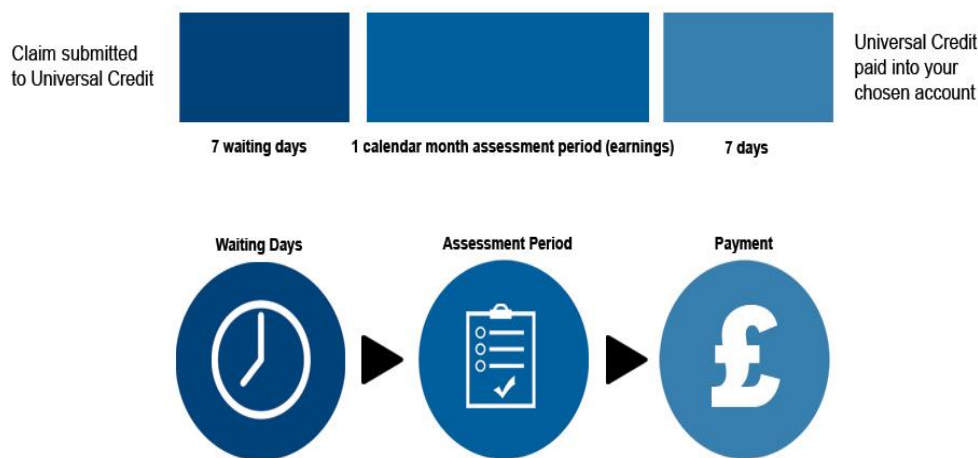 Claim submitted
to Universal Credit
Universal Credit
paid into your
chosen account
7 waiting days
1 calendar month assessment period (earnings)
7 days
Waiting Days
Assessment Period
Payment
£